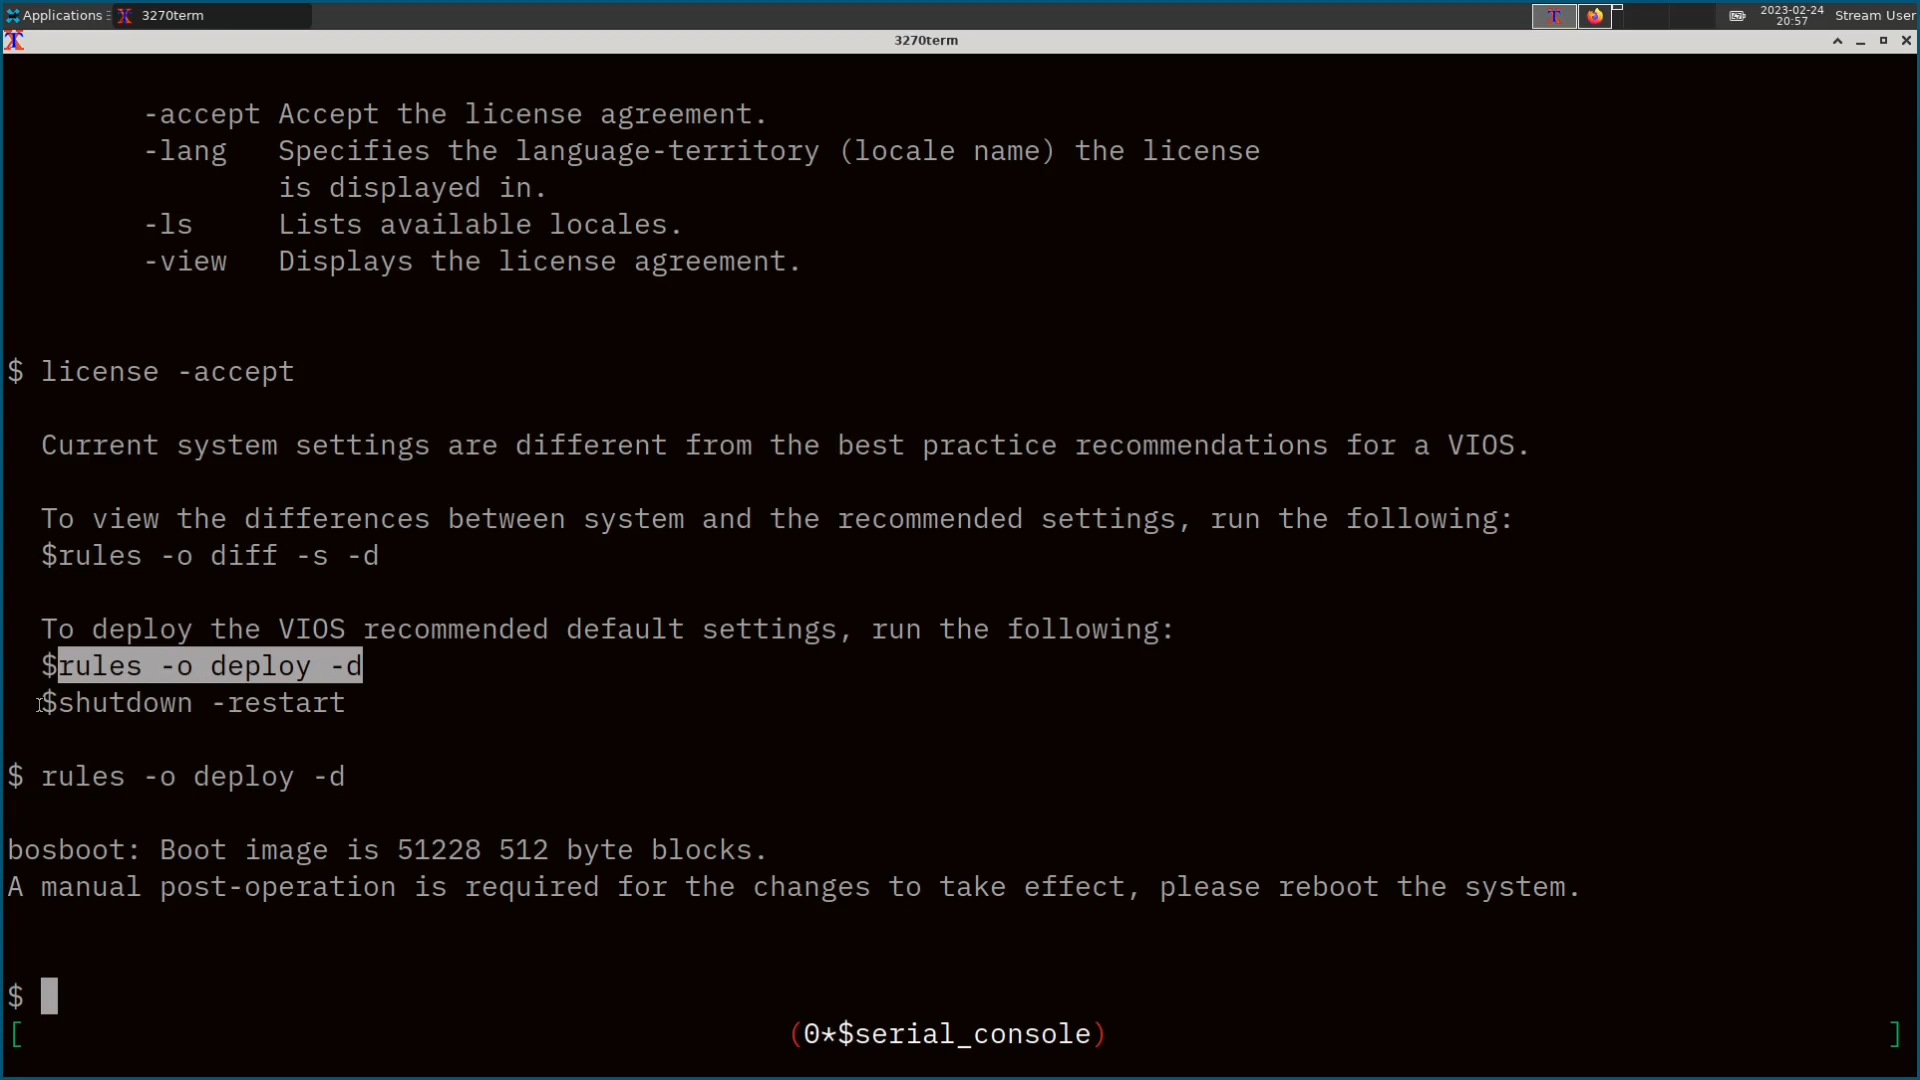 Applications 3270term 2023-02-24 Stream User
20:57
3270term
-accept Accept the license agreement.
-lang Specifies the language-territory (locale name) the license
is displayed in.
-ls Lists available locales.
-view Displays the license agreement.
$ license -accept
Current system settings are different from the best practice recommendations for a VIOS.
To view the differences between system and the recommended settings, run the following:
$rules -o diff -s -d
To deploy the VIOS recommended default settings, run the following:
$rules -o deploy -d
$shutdown -restart
$ rules -o deploy -d
bosboot: Boot image is 51228 512 byte blocks.
A manual post-operation is required for the changes to take effect, please reboot the system.
$
[ (0*$serial_console) ]